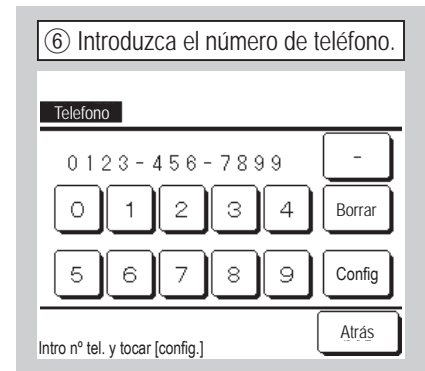 ⑥ Introduzca el número de teléfono.
Telefono
0123-456-7899 -
0 1 2 3 4 Borrar
5 6 7 8 9 Config
Atrás
Intro nº tel. y tocar [config.]